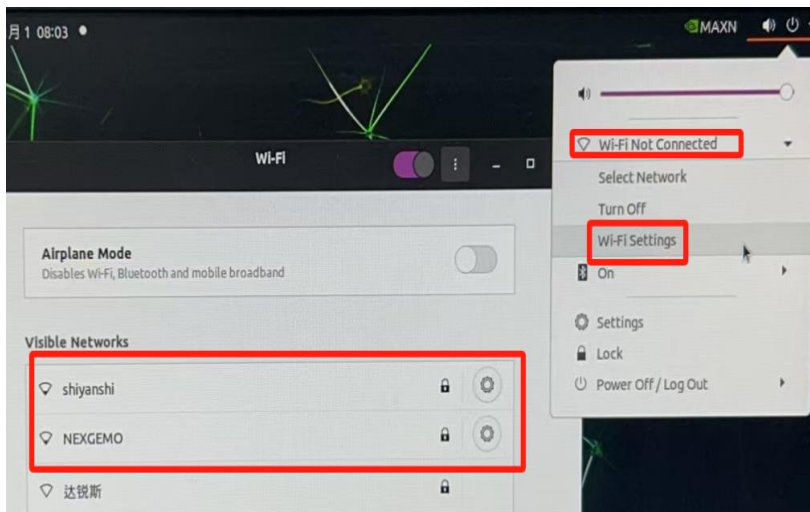 月 1 08:03
MAXN
Wi-Fi
Wi-Fi Not Connected
Select Network
Turn Off
Wi-Fi Settings
On
Settings
Lock
Power Off / Log Out
Airplane Mode
Disables Wi-Fi, Bluetooth and mobile broadband
Visible Networks
shiyanshi
NEXGEMO
达锐斯